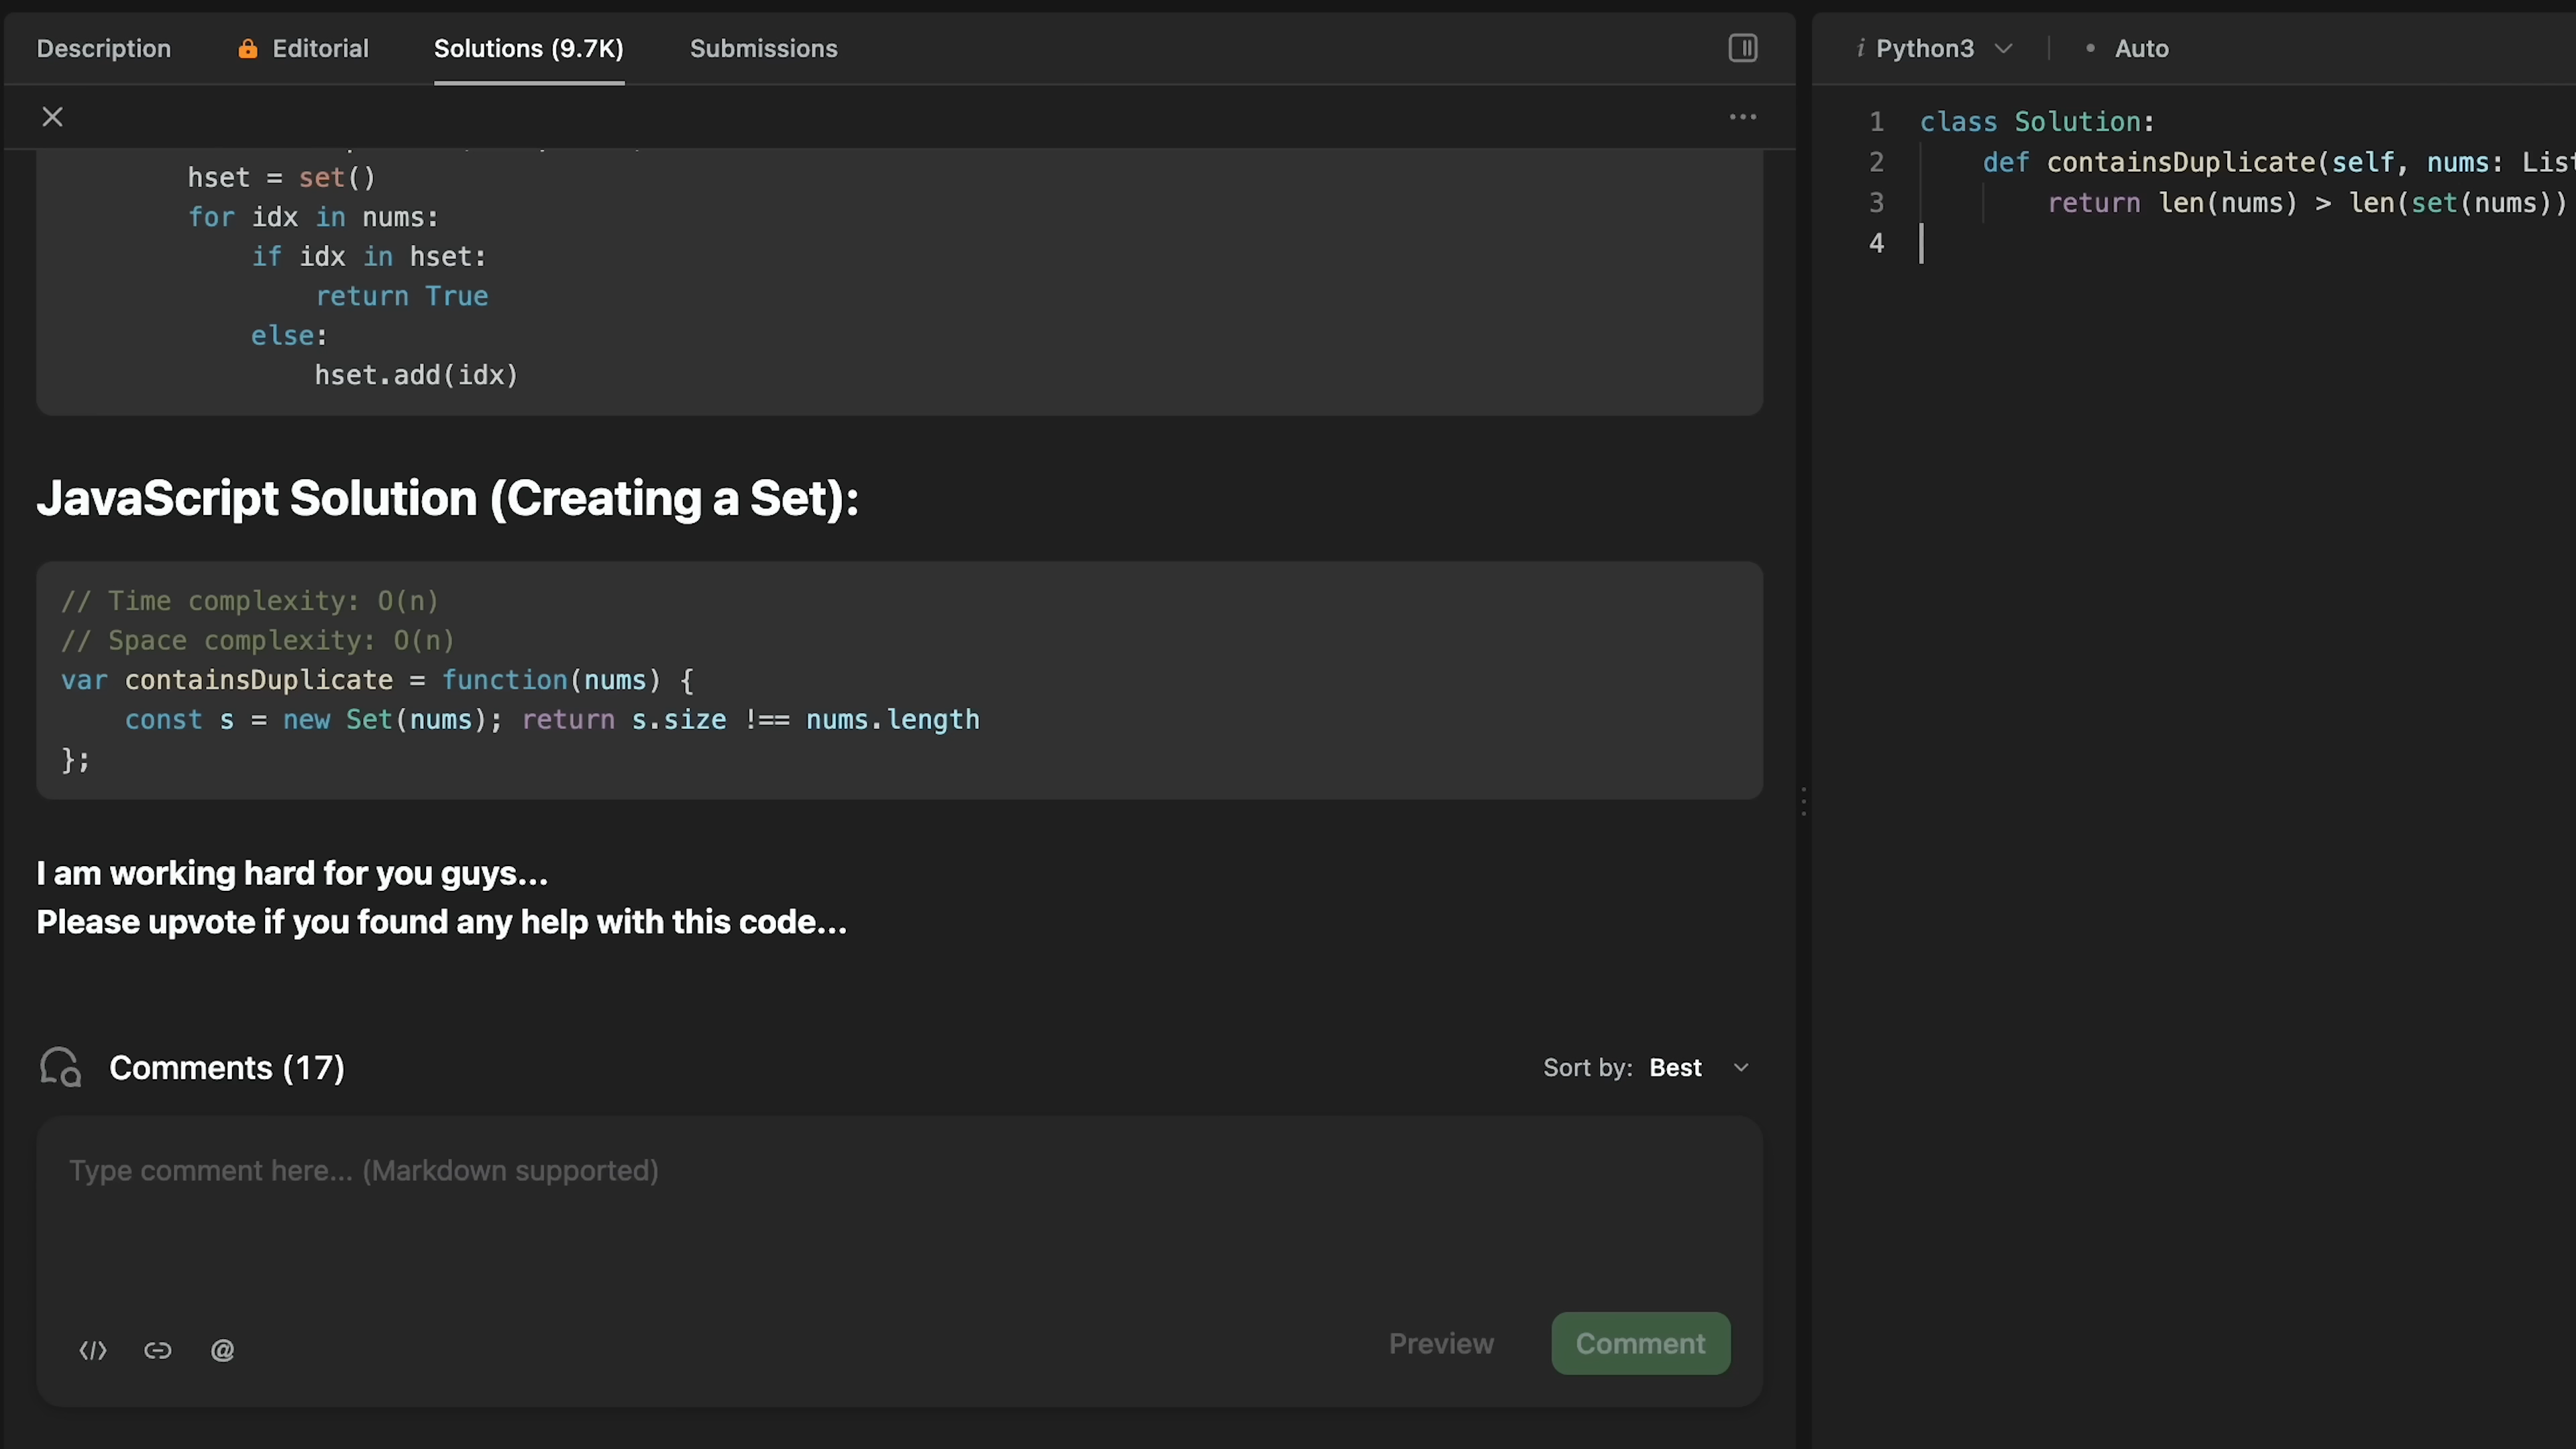 Description
Editorial
Solutions (9.7K)
Submissions
hset = set()
for idx in nums:
if idx in hset:
return True
else:
hset.add(idx)
JavaScript Solution (Creating a Set):
// Time complexity: O(n)
// Space complexity: O(n)
var containsDuplicate = function(nums) {
const s = new Set(nums); return s.size !== nums.length
};
I am working hard for you guys...
Please upvote if you found any help with this code...
Comments (17)
Sort by: Best
Type comment here... (Markdown supported)
</>
@
Preview
Comment
i Python3
• Auto
1 class Solution:
2 def containsDuplicate(self, nums: List
3 return len(nums) > len(set(nums))
4